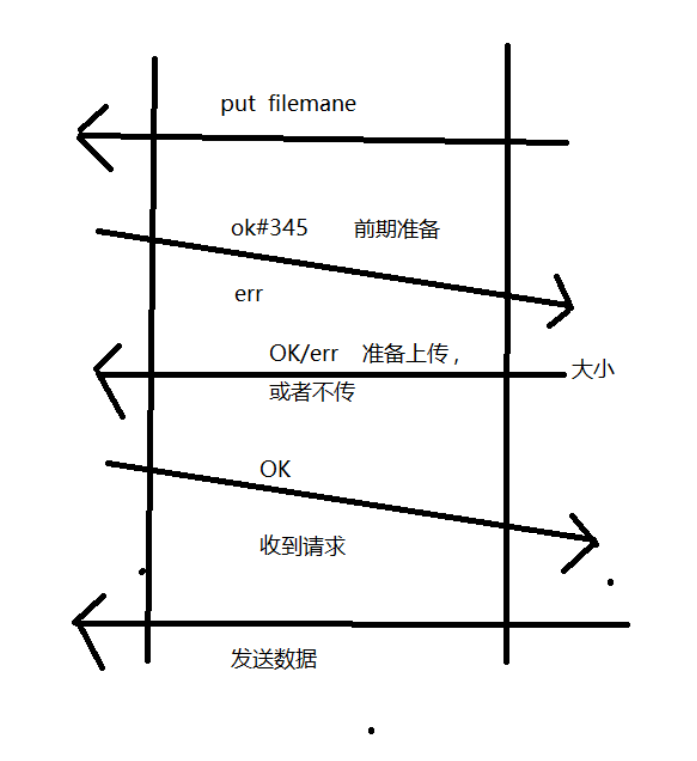 put filemane
ok#345 前期准备
err
OK/err 准备上传，
大小
或者不传
OK
收到请求
发送数据